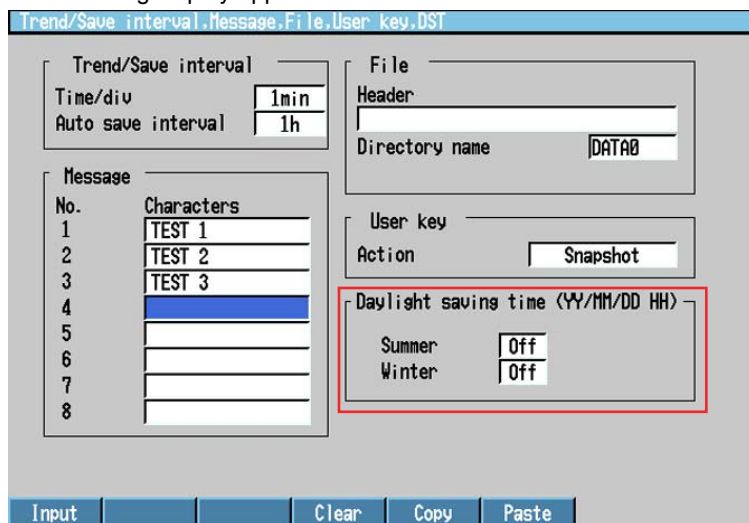 Trend/Save interval,Message,File,User key,DST
Trend/Save interval
Time/div 1min
Auto save interval 1h
Message
No. Characters
1 TEST 1
2 TEST 2
3 TEST 3
4
5
6
7
8
File
Header
Directory name DATA0
User key
Action Snapshot
Daylight saving time (YY/MM/DD HH)
Summer Off
Winter Off
Input Clear Copy Paste